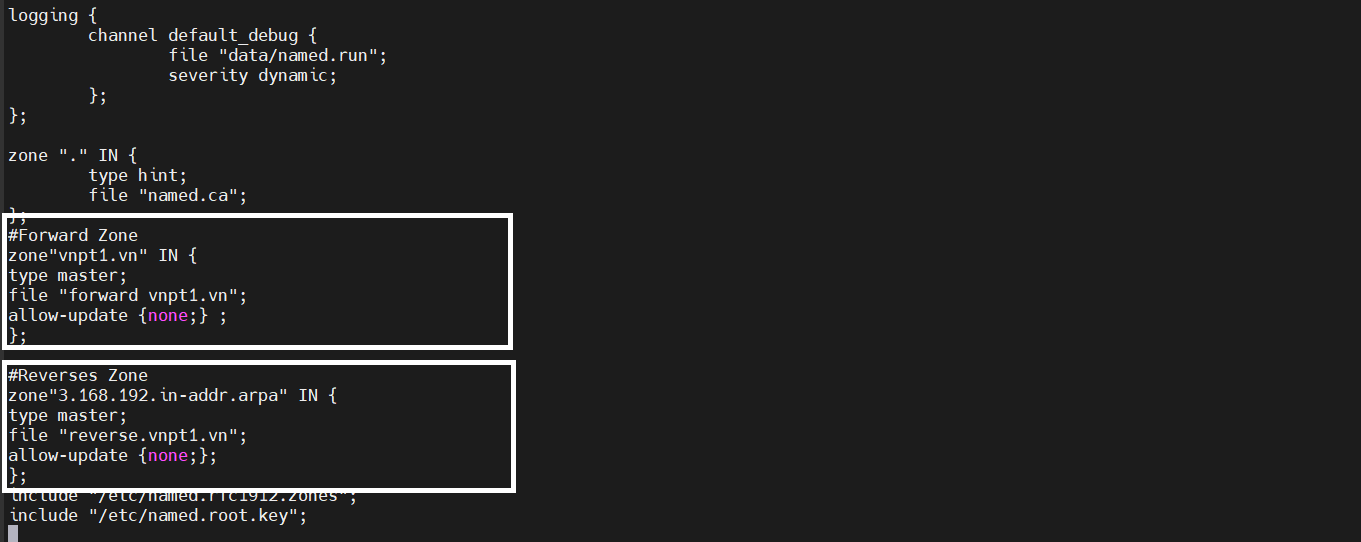 logging {
        channel default_debug {
                file "data/named.run";
                severity dynamic;
        };
};

zone "." IN {
        type hint;
        file "named.ca";
};
#Forward Zone
zone"vnpt1.vn" IN {
type master;
file "forward vnpt1.vn";
allow-update {none;} ;
};

#Reverses Zone
zone"3.168.192.in-addr.arpa" IN {
type master;
file "reverse.vnpt1.vn";
allow-update {none;};
};
include "/etc/named.rfc1912.zones";
include "/etc/named.root.key";